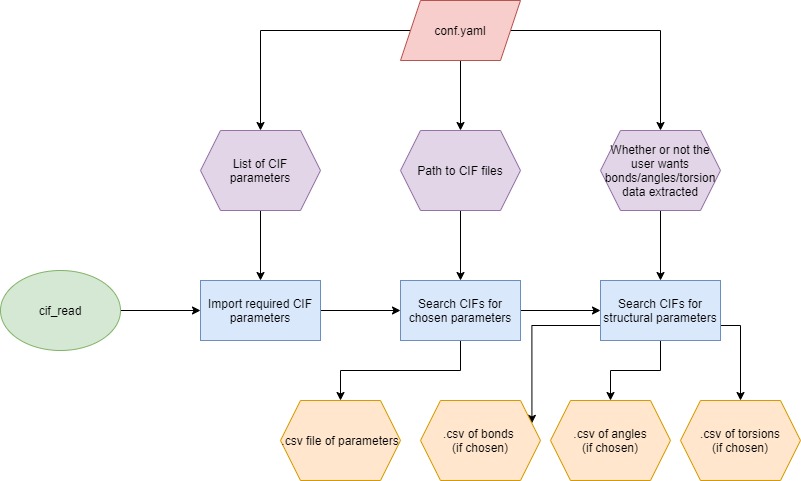 conf.yaml
List of CIF
parameters
Path to CIF files
Whether or not the
user wants
bonds/angles/torsion
data extracted
cif_read
Import required CIF
parameters
Search CIFs for
chosen parameters
Search CIFs for
structural parameters
.csv file of parameters
.csv of bonds
(if chosen)
.csv of angles
(if chosen)
.csv of torsions
(if chosen)